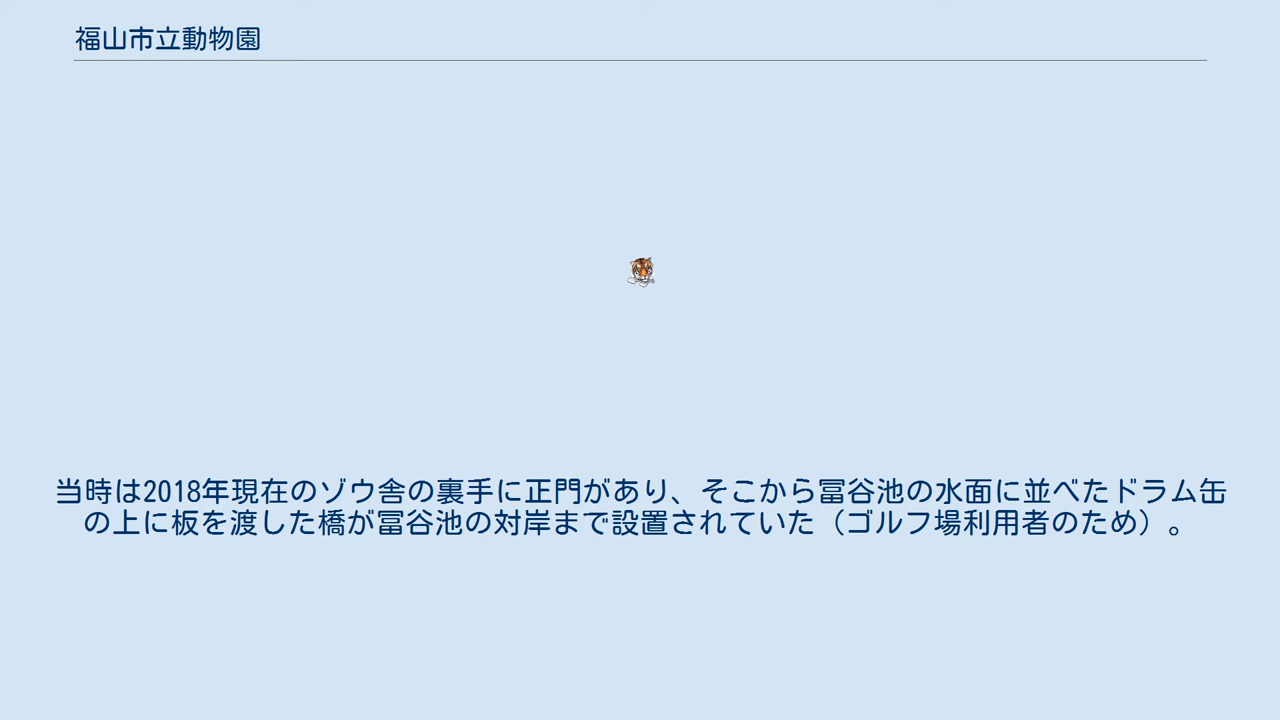 福山市立動物園
当時は2018年現在のゾウ舎の裏手に正門があり、そこから冨谷池の水面に並べたドラム缶
の上に板を渡した橋が冨谷池の対岸まで設置されていた（ゴルフ場利用者のため）。